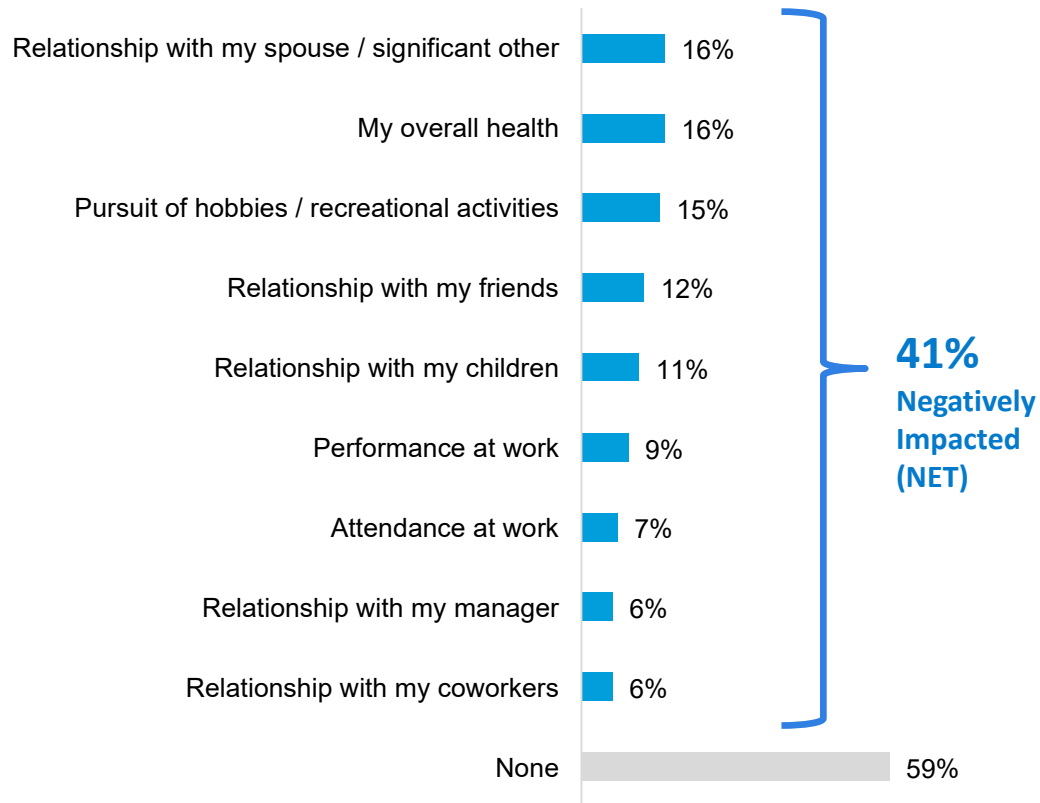 Relationship with my spouse / significant other 16%
My overall health 16%
Pursuit of hobbies / recreational activities 15%
Relationship with my friends 12%
Relationship with my children 11%
Performance at work 9%
Attendance at work 7%
Relationship with my manager 6%
Relationship with my coworkers 6%
None 59%
41%
Negatively
Impacted
(NET)